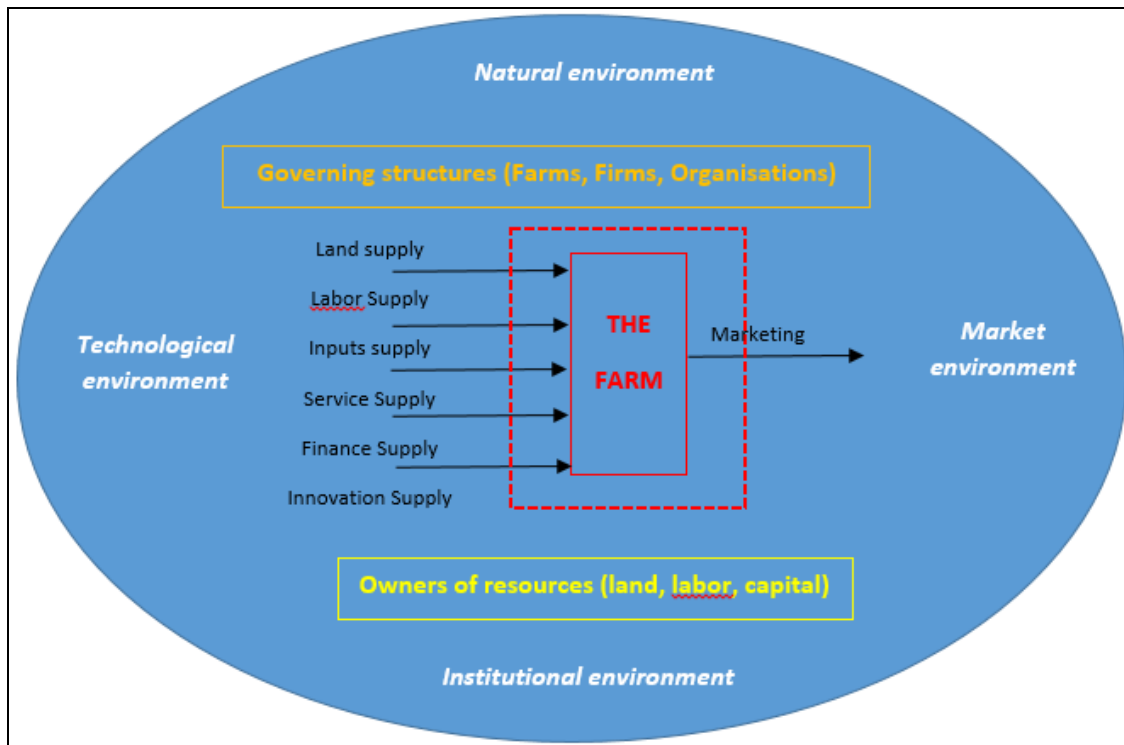 Natural environment
Governing structures (Farms, Firms, Organisations)
Land supply
Labor Supply
Inputs supply
Service Supply
Finance Supply
Innovation Supply
THE
FARM
Marketing
Technological
environment
Market
environment
Owners of resources (land, labor, capital)
Institutional environment